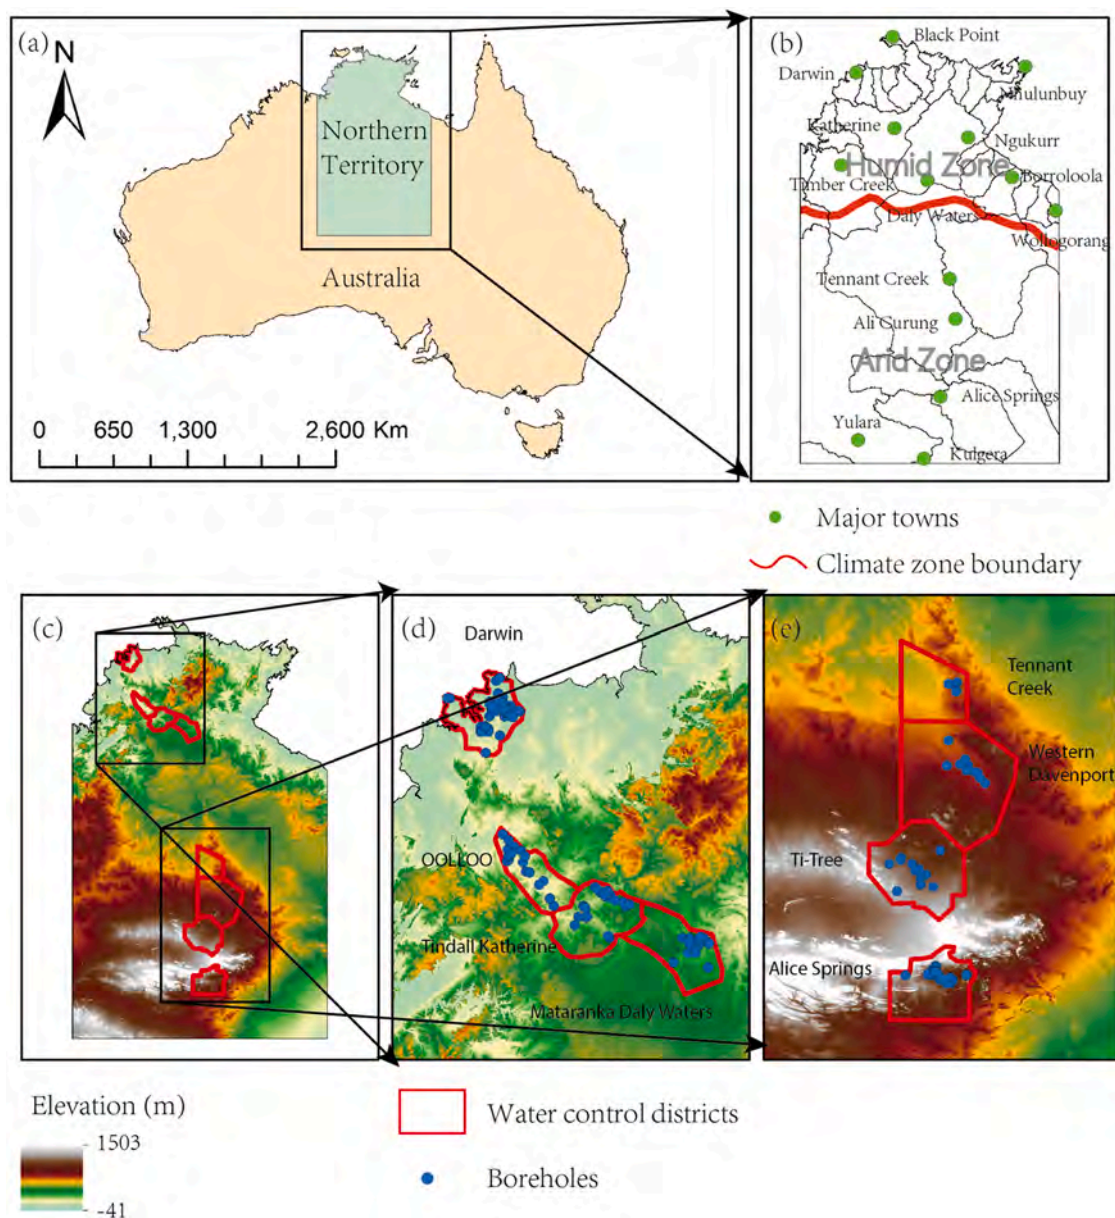 (a)
N
Northern
Territory
Australia
0 650 1,300 2,600 Km
(b)
Black Point
Darwin
Nhulunbuy
Katherine
Ngukurr
Humid Zone
Timber Creek
Borroloola
Daly Waters
Wollogorang
Tennant Creek
Ali Curung
Arid Zone
Alice Springs
Yulara
Kulgera
Major towns
Climate zone boundary
(c)
(d)
Darwin
OOLLOO
Tindall Katherine
Mataranka Daly Waters
(e)
Tennant
Creek
Western
Davenport
Ti-Tree
Alice Springs
Elevation (m)
1503
-41
Water control districts
Boreholes